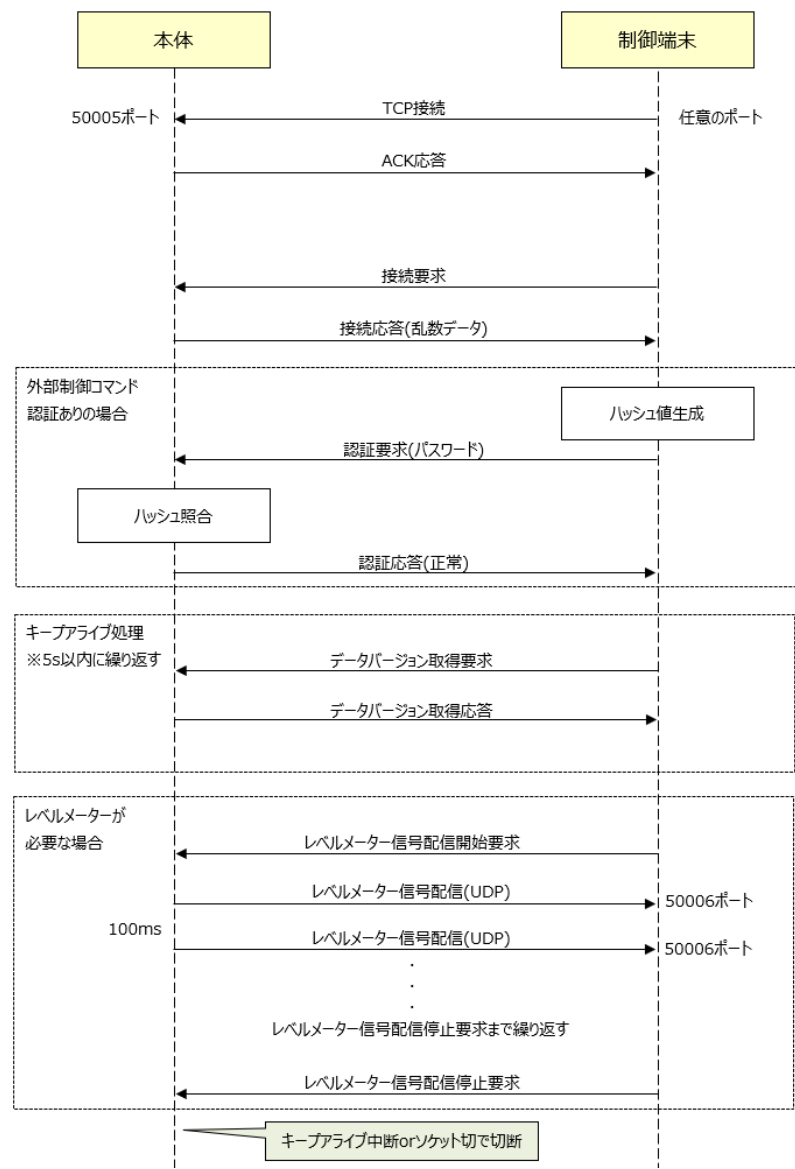 本体
制御端末
TCP接続
50005ポート
任意のポート
ACK応答
接続要求
接続応答(乱数データ)
外部制御コマンド
認証ありの場合
ハッシュ値生成
認証要求(パスワード)
ハッシュ照合
認証応答(正常)
キープアライブ処理
※5s以内に繰り返す
データバージョン取得要求
データバージョン取得応答
レベルメーターが
必要な場合
レベルメーター信号配信開始要求
レベルメーター信号配信(UDP)
50006ポート
100ms
レベルメーター信号配信(UDP)
50006ポート
・
・
・
レベルメーター信号配信停止要求まで繰り返す
レベルメーター信号配信停止要求
キープアライブ中断orソケット切で切断